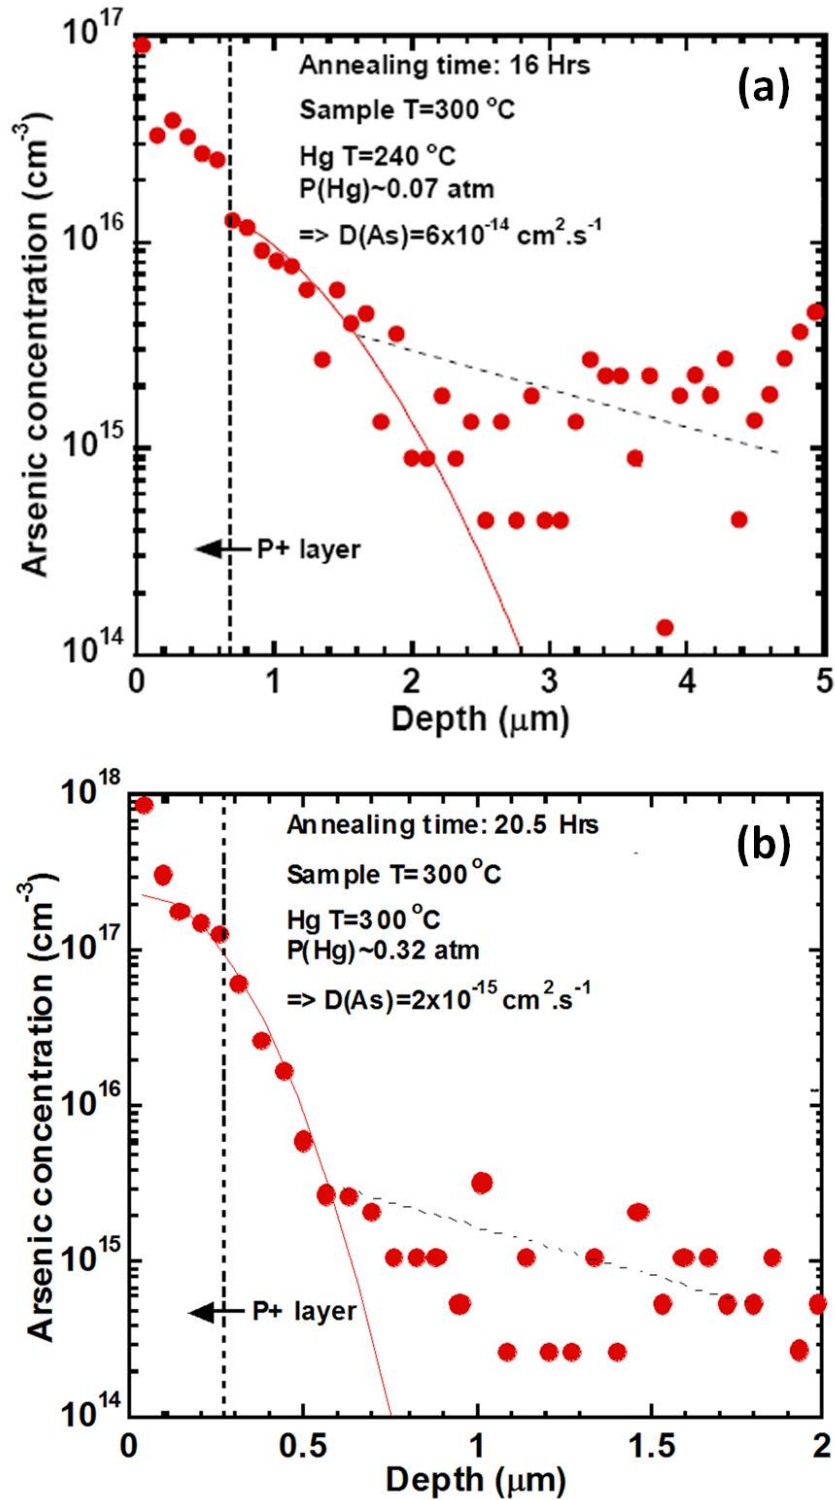 10^17
10^16
10^15
10^14
Arsenic concentration (cm^-3)
(a)
Annealing time: 16 Hrs
Sample T=300 °C
Hg T=240 °C
P(Hg)~0.07 atm
=> D(As)=6x10^-14 cm^2.s^-1
P+ layer
0 1 2 3 4 5
Depth (μm)
10^18
10^17
10^16
10^15
10^14
Arsenic concentration (cm^-3)
(b)
Annealing time: 20.5 Hrs
Sample T=300 °C
Hg T=300 °C
P(Hg)~0.32 atm
=> D(As)=2x10^-15 cm^2.s^-1
P+ layer
0 0.5 1 1.5 2
Depth (μm)